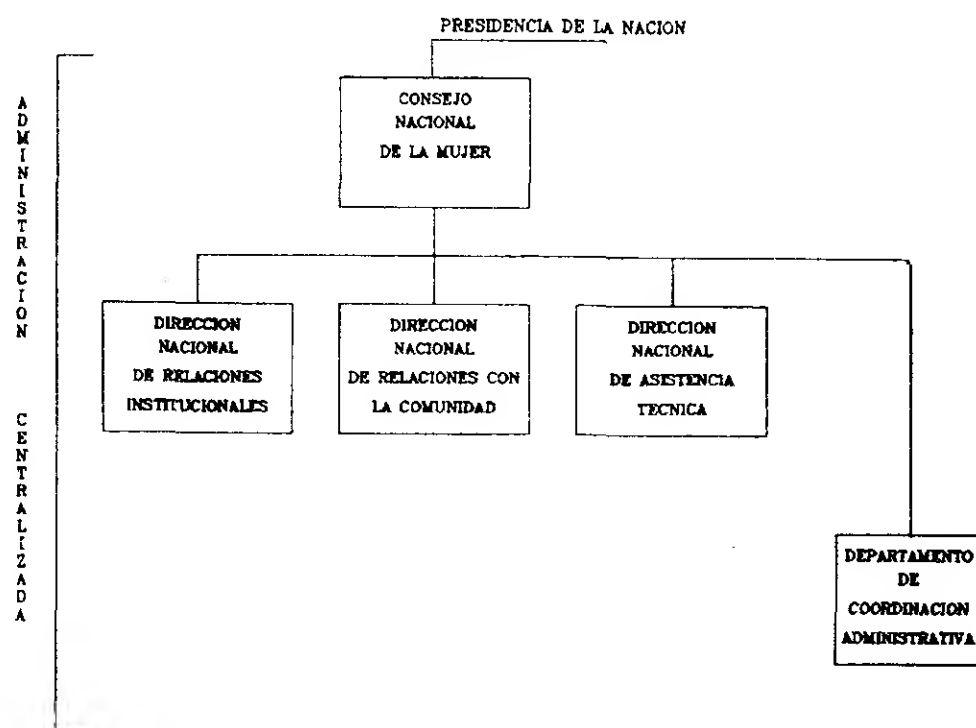 PRESIDENCIA DE LA NACION
ADMINISTRACION CENTRALIZADA
CONSEJO
NACIONAL
DE LA MUJER
DIRECCION
NACIONAL
DE RELACIONES
INSTITUCIONALES
DIRECCION
NACIONAL
DE RELACIONES CON
LA COMUNIDAD
DIRECCION
NACIONAL
DE ASISTENCIA
TECNICA
DEPARTAMENTO
DE
COORDINACION
ADMINISTRATIVA